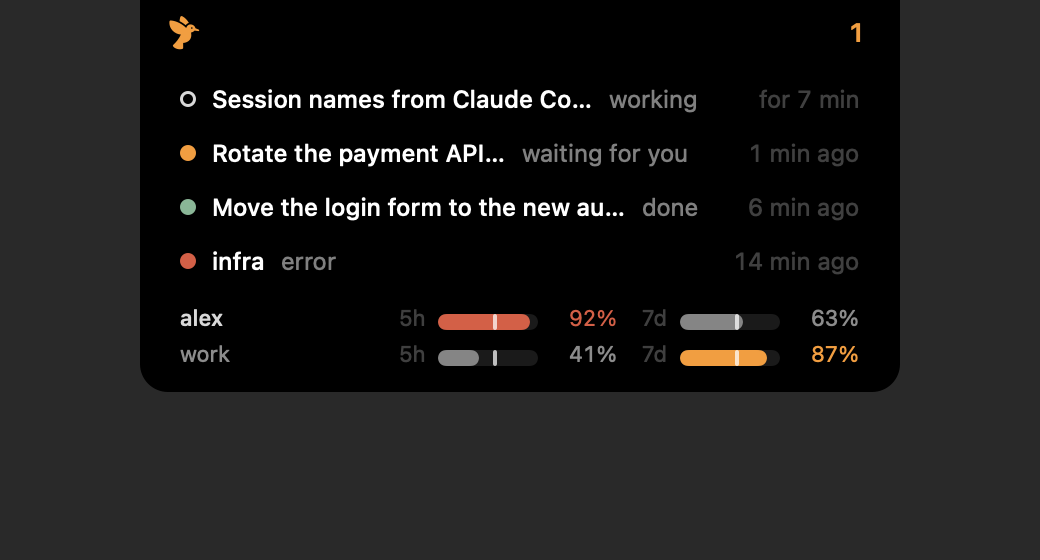 1
Session names from Claude Co... working for 7 min
Rotate the payment API... waiting for you 1 min ago
Move the login form to the new au... done 6 min ago
infra error 14 min ago
alex 5h 92% 7d 63%
work 5h 41% 7d 87%